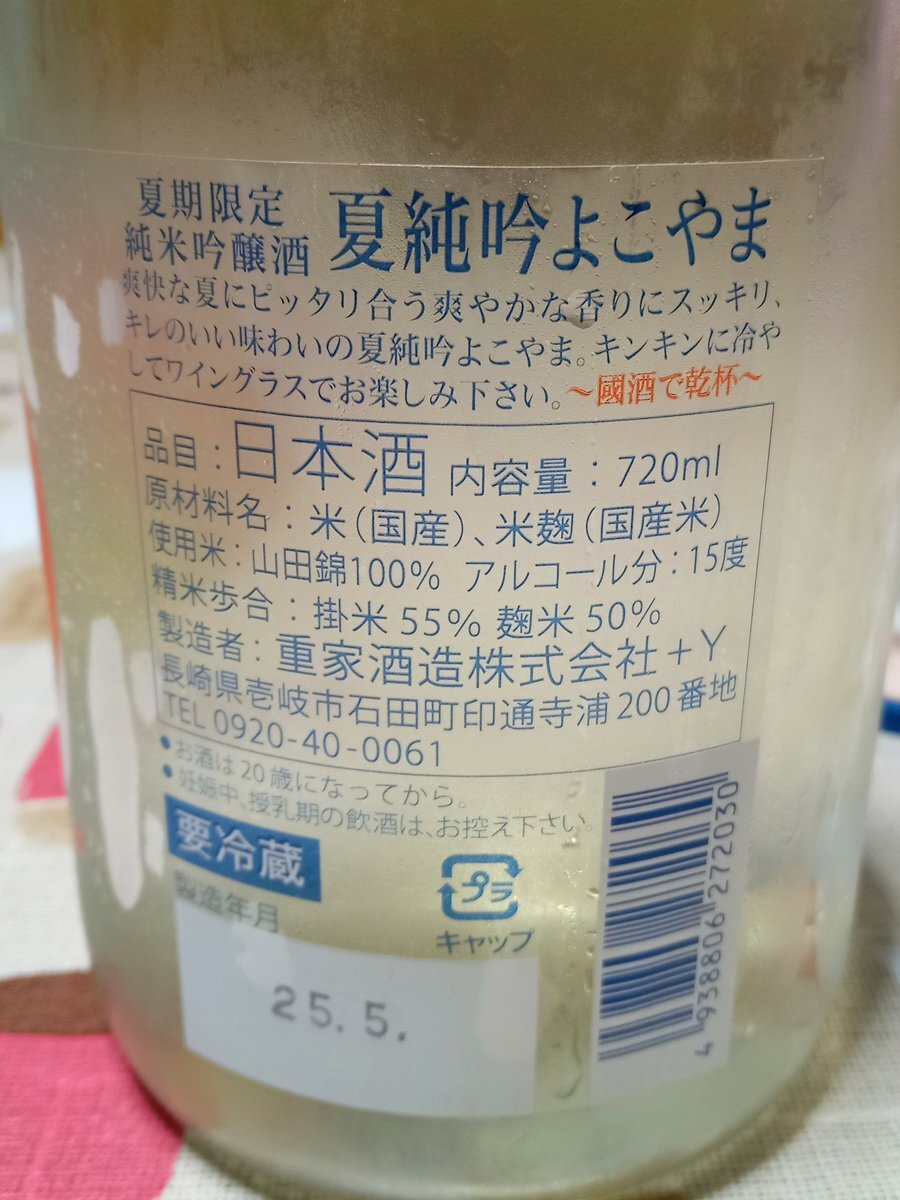 夏期限定
純米吟醸酒
夏純吟よこやま
爽快な夏にピッタリ合う爽やかな香りにスッキリ、
キレのいい味わいの夏純吟よこやま。キンキンに冷や
してワイングラスでお楽しみ下さい。～國酒で乾杯～
品目：日本酒 内容量：720ml
原材料名：米（国産）、米麹（国産米）
使用米：山田錦100% アルコール分：15度
精米歩合：掛米 55% 麹米 50%
製造者：重家酒造株式会社＋Y
長崎県壱岐市石田町印通寺浦200番地
TEL 0920-40-0061
●お酒は20歳になってから。
●妊娠中、授乳期の飲酒は、お控え下さい。
要冷蔵
製造年月
25.5.
プラ
キャップ
4938806272030